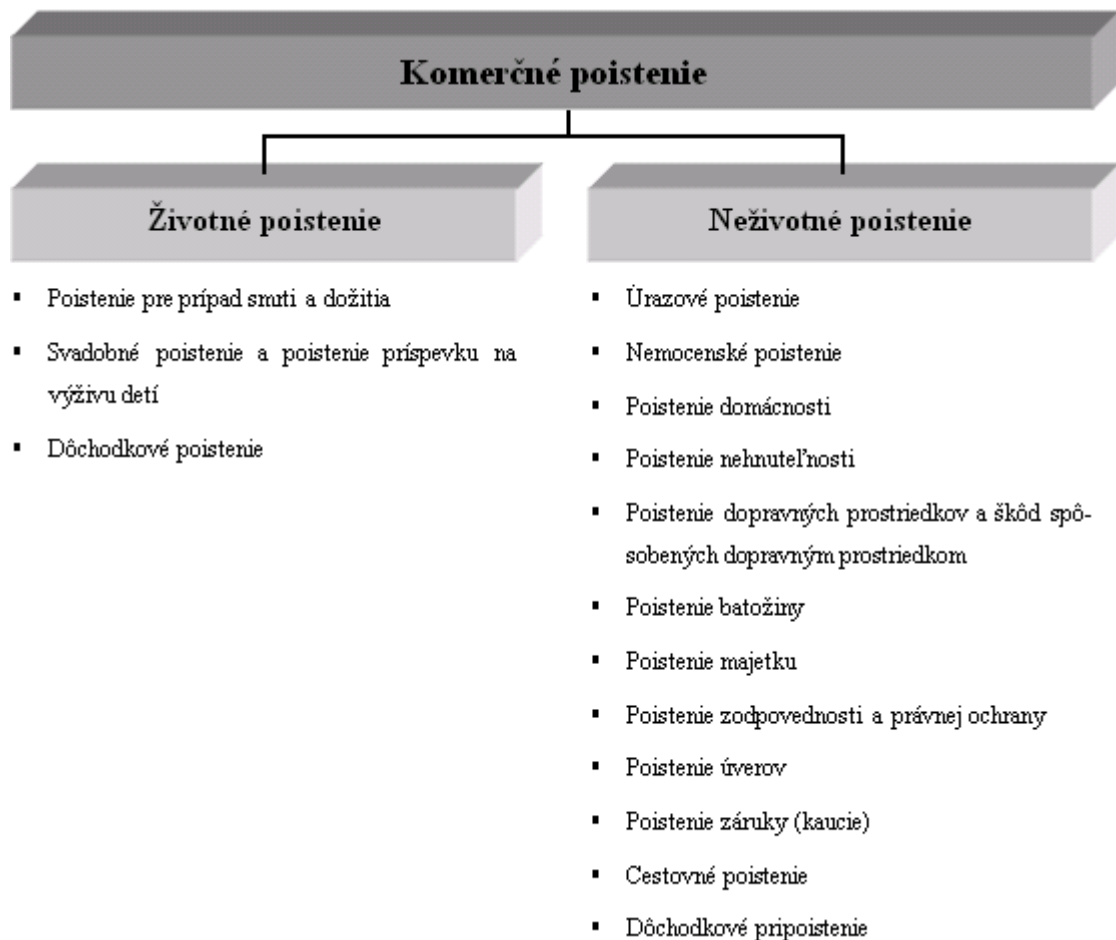 Komerčné poistenie
Životné poistenie
▪ Poistenie pre prípad smrti a dožitia
▪ Svadobné poistenie a poistenie príspevku na
výživu detí
▪ Dôchodkové poistenie
Neživotné poistenie
▪ Úrazové poistenie
▪ Nemocenské poistenie
▪ Poistenie domácnosti
▪ Poistenie nehnuteľnosti
▪ Poistenie dopravných prostriedkov a škôd spô-
sobených dopravným prostriedkom
▪ Poistenie batožiny
▪ Poistenie majetku
▪ Poistenie zodpovednosti a právnej ochrany
▪ Poistenie úverov
▪ Poistenie záruky (kaucie)
▪ Cestovné poistenie
▪ Dôchodkové pripoistenie